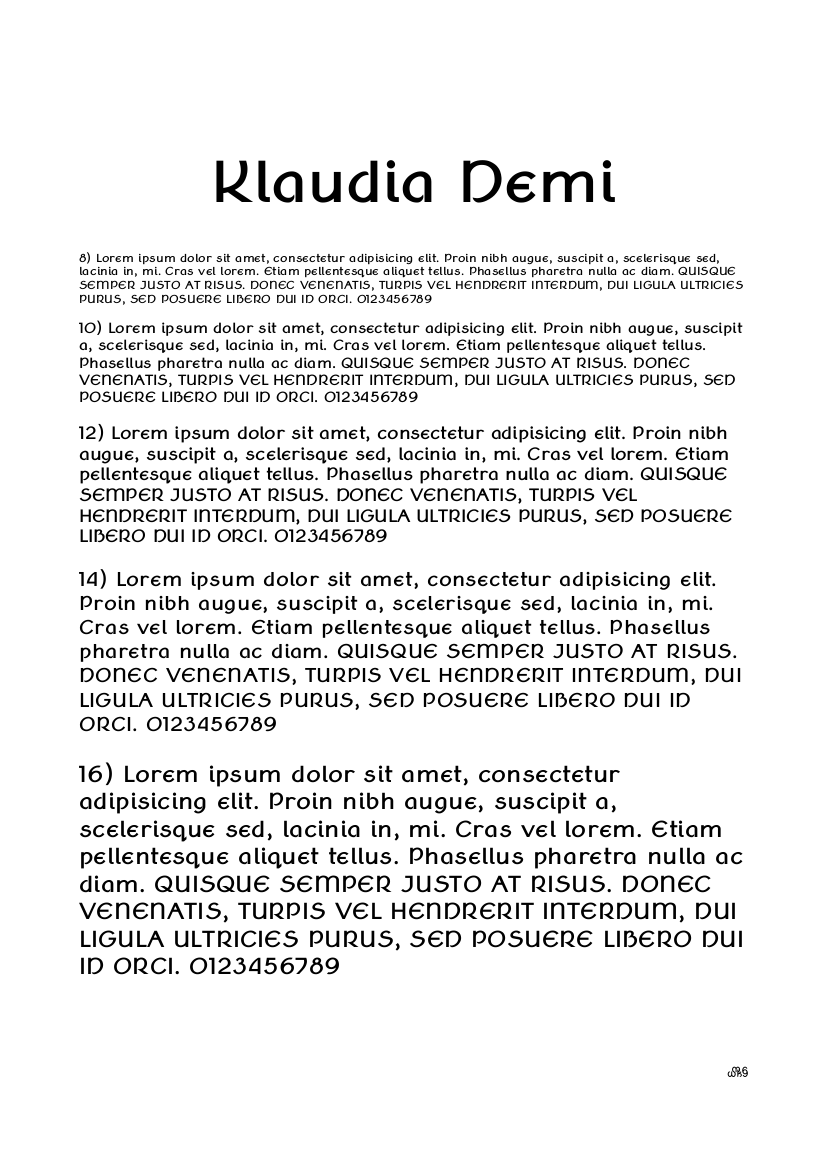 Klaudia Demi
8) Lorem ipsum dolor sit amet, consectetur adipisicing elit. Proin nibh augue, suscipit a, scelerisque sed,
lacinia in, mi. Cras vel lorem. Etiam pellentesque aliquet tellus. Phasellus pharetra nulla ac diam. QUISQUE
SEMPER JUSTO AT RISUS. DONEC VENENATIS, TURPIS VEL HENDRERIT INTERDUM, DUI LIGULA ULTRICIES
PURUS, SED POSUERE LIBERO DUI ID ORCI. 0123456789
10) Lorem ipsum dolor sit amet, consectetur adipisicing elit. Proin nibh augue, suscipit
a, scelerisque sed, lacinia in, mi. Cras vel lorem. Etiam pellentesque aliquet tellus.
Phasellus pharetra nulla ac diam. QUISQUE SEMPER JUSTO AT RISUS. DONEC
VENENATIS, TURPIS VEL HENDRERIT INTERDUM, DUI LIGULA ULTRICIES PURUS, SED
POSUERE LIBERO DUI ID ORCI. 0123456789
12) Lorem ipsum dolor sit amet, consectetur adipisicing elit. Proin nibh
augue, suscipit a, scelerisque sed, lacinia in, mi. Cras vel lorem. Etiam
pellentesque aliquet tellus. Phasellus pharetra nulla ac diam. QUISQUE
SEMPER JUSTO AT RISUS. DONEC VENENATIS, TURPIS VEL
HENDRERIT INTERDUM, DUI LIGULA ULTRICIES PURUS, SED POSUERE
LIBERO DUI ID ORCI. 0123456789
14) Lorem ipsum dolor sit amet, consectetur adipisicing elit.
Proin nibh augue, suscipit a, scelerisque sed, lacinia in, mi.
Cras vel lorem. Etiam pellentesque aliquet tellus. Phasellus
pharetra nulla ac diam. QUISQUE SEMPER JUSTO AT RISUS.
DONEC VENENATIS, TURPIS VEL HENDRERIT INTERDUM, DUI
LIGULA ULTRICIES PURUS, SED POSUERE LIBERO DUI ID
ORCI. 0123456789
16) Lorem ipsum dolor sit amet, consectetur
adipisicing elit. Proin nibh augue, suscipit a,
scelerisque sed, lacinia in, mi. Cras vel lorem. Etiam
pellentesque aliquet tellus. Phasellus pharetra nulla ac
diam. QUISQUE SEMPER JUSTO AT RISUS. DONEC
VENENATIS, TURPIS VEL HENDRERIT INTERDUM, DUI
LIGULA ULTRICIES PURUS, SED POSUERE LIBERO DUI
ID ORCI. 0123456789